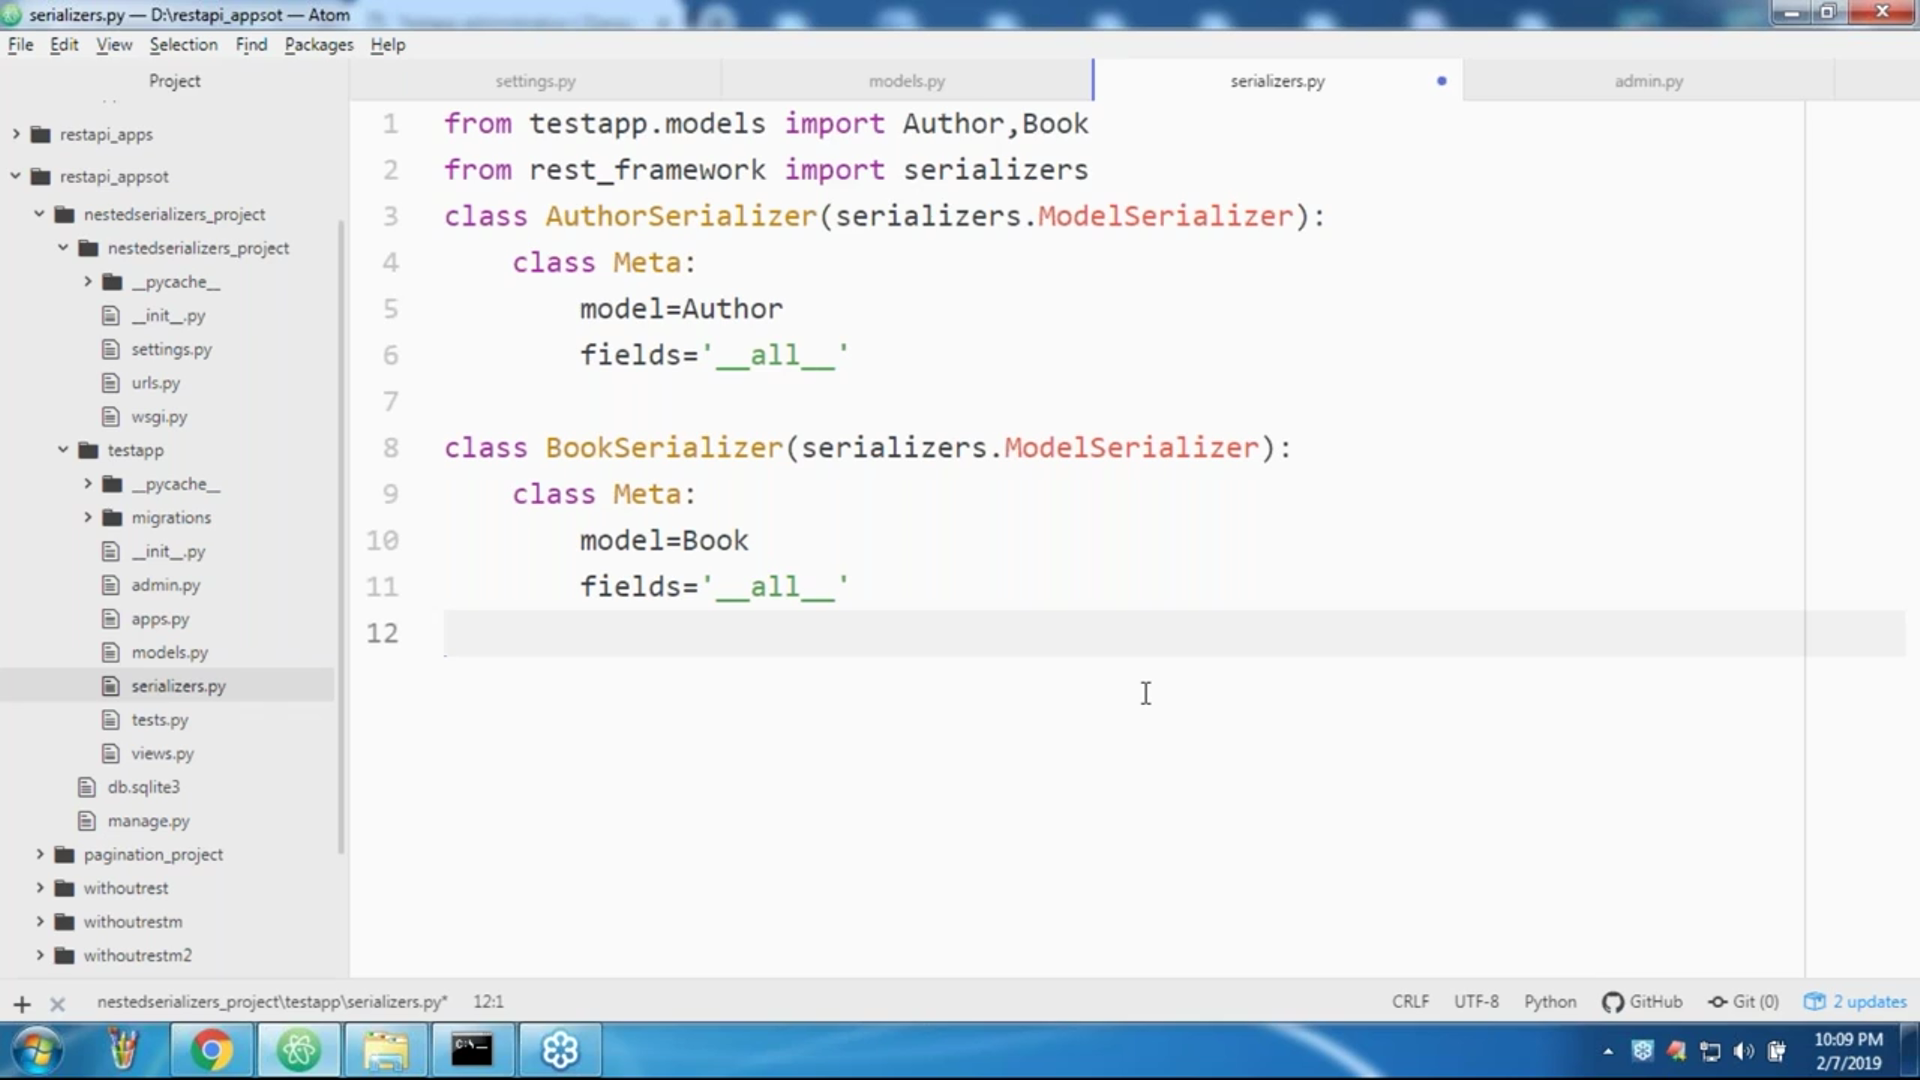 serializers.py — D:\restapi_appsot — Atom
File Edit View Selection Find Packages Help
Project
settings.py
models.py
serializers.py
admin.py
restapi_apps
restapi_appsot
nestedserializers_project
nestedserializers_project
__pycache__
__init__.py
settings.py
urls.py
wsgi.py
testapp
__pycache__
migrations
__init__.py
admin.py
apps.py
models.py
serializers.py
tests.py
views.py
db.sqlite3
manage.py
pagination_project
withoutrest
withoutrestm
withoutrestm2
1 from testapp.models import Author,Book
2 from rest_framework import serializers
3 class AuthorSerializer(serializers.ModelSerializer):
4 class Meta:
5 model=Author
6 fields='__all__'
7
8 class BookSerializer(serializers.ModelSerializer):
9 class Meta:
10 model=Book
11 fields='__all__'
12
nestedserializers_project\testapp\serializers.py* 12:1
CRLF UTF-8 Python GitHub Git (0) 2 updates
C:\.
10:09 PM
2/7/2019